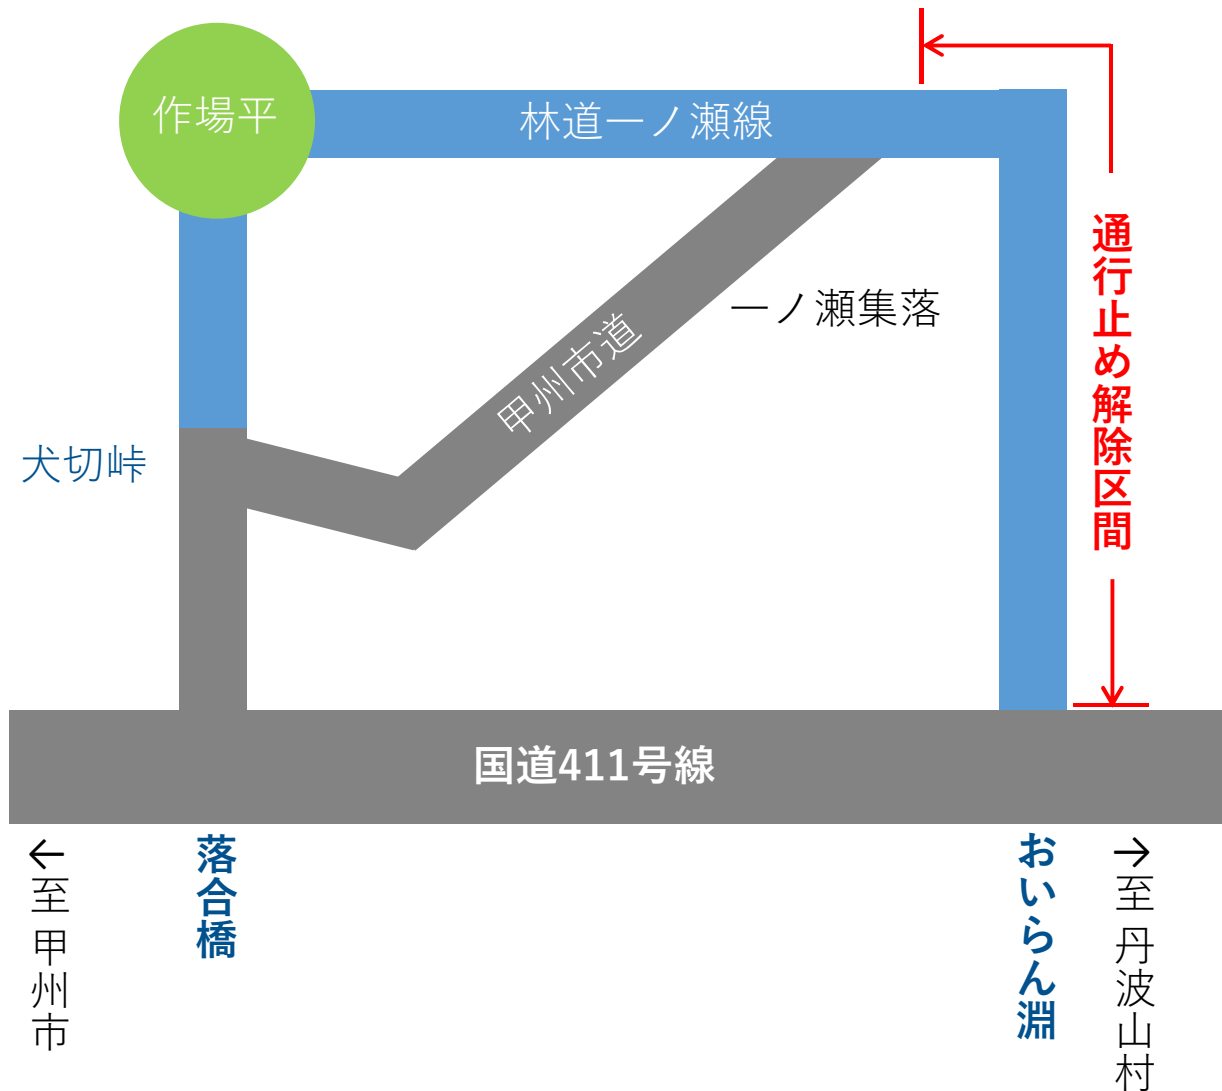 作場平
林道一ノ瀬線
通行止め解除区間
一ノ瀬集落
甲州市道
犬切峠
国道411号線
←至 甲州市
落合橋
おいらん淵
→至 丹波山村